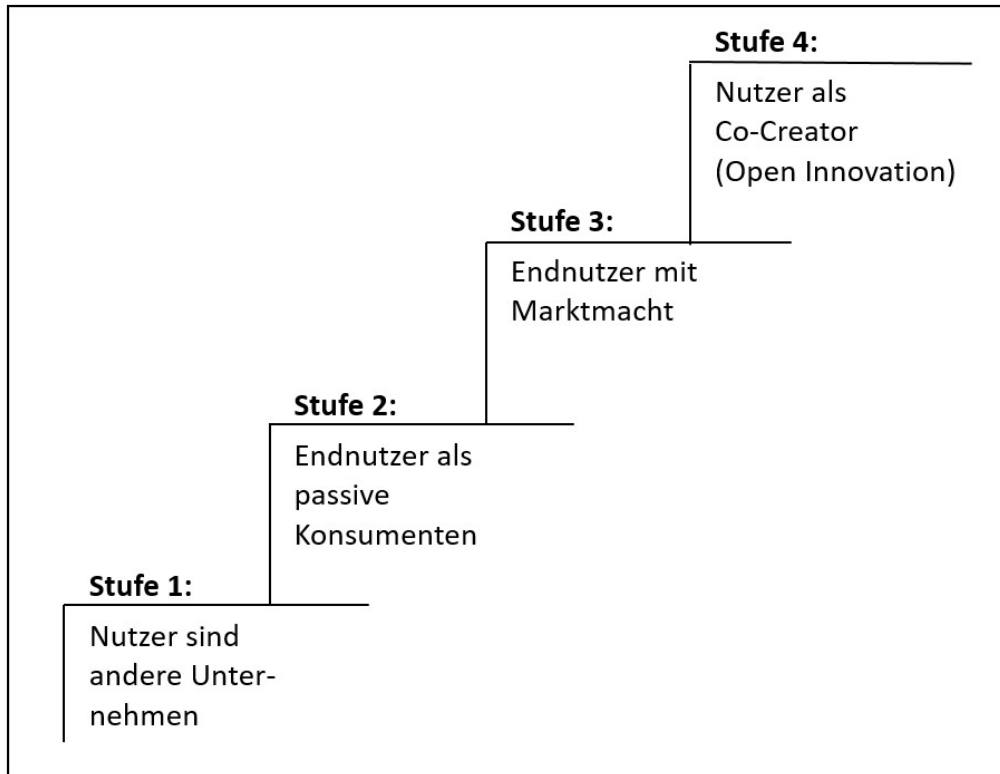 Stufe 4:
Nutzer als
Co-Creator
(Open Innovation)
Stufe 3:
Endnutzer mit
Marktmacht
Stufe 2:
Endnutzer als
passive
Konsumenten
Stufe 1:
Nutzer sind
andere Unter-
nehmen